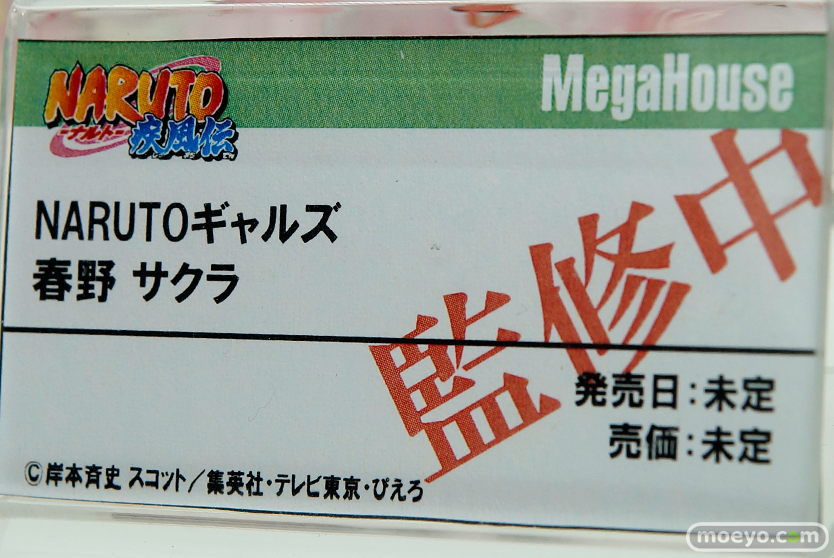 NARUTO
ーナルトー
疾風伝
MegaHouse
NARUTOギャルズ
春野 サクラ
監修中
発売日：未定
売価：未定
©岸本斉史 スコット／集英社・テレビ東京・ぴえろ
moeyo.com